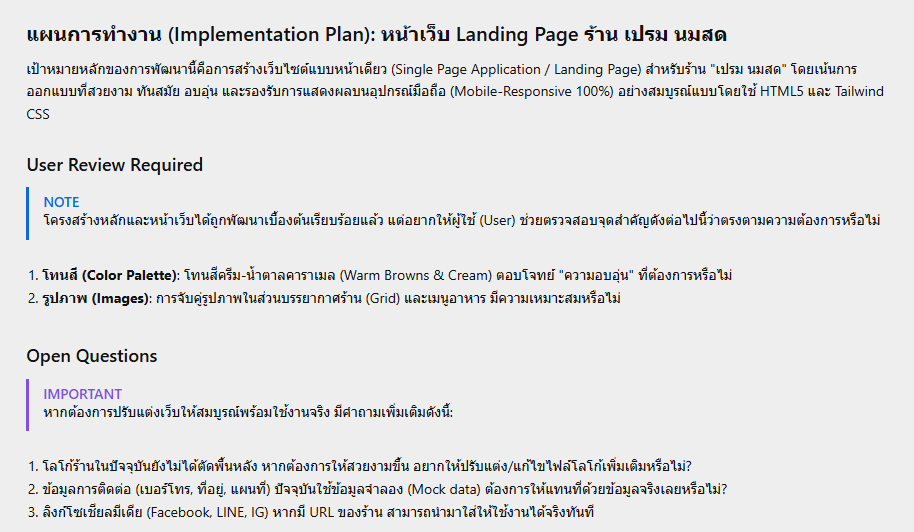 แผนการทำงาน (Implementation Plan): หน้าเว็บ Landing Page ร้าน เปรม นมสด
เป้าหมายหลักของการพัฒนานี้คือการสร้างเว็บไซต์แบบหน้าเดียว (Single Page Application / Landing Page) สำหรับร้าน "เปรม นมสด" โดยเน้นการ
ออกแบบที่สวยงาม ทันสมัย อบอุ่น และรองรับการแสดงผลบนอุปกรณ์มือถือ (Mobile-Responsive 100%) อย่างสมบูรณ์แบบโดยใช้ HTML5 และ Tailwind
CSS
User Review Required
NOTE
โครงสร้างหลักและหน้าเว็บได้ถูกพัฒนาเบื้องต้นเรียบร้อยแล้ว แต่อยากให้ผู้ใช้ (User) ช่วยตรวจสอบจุดสำคัญดังต่อไปนี้ว่าตรงตามความต้องการหรือไม่
1. โทนสี (Color Palette): โทนสีครีม-น้ำตาลคาราเมล (Warm Browns & Cream) ตอบโจทย์ "ความอบอุ่น" ที่ต้องการหรือไม่
2. รูปภาพ (Images): การจับคู่รูปภาพในส่วนบรรยากาศร้าน (Grid) และเมนูอาหาร มีความเหมาะสมหรือไม่
Open Questions
IMPORTANT
หากต้องการปรับแต่งเว็บให้สมบูรณ์พร้อมใช้งานจริง มีคำถามเพิ่มเติมดังนี้:
1. โลโก้ร้านในปัจจุบันยังไม่ได้ตัดพื้นหลัง หากต้องการให้สวยงามขึ้น อยากให้ปรับแต่ง/แก้ไขไฟล์โลโก้เพิ่มเติมหรือไม่?
2. ข้อมูลการติดต่อ (เบอร์โทร, ที่อยู่, แผนที่) ปัจจุบันใช้ข้อมูลจำลอง (Mock data) ต้องการให้แทนที่ด้วยข้อมูลจริงเลยหรือไม่?
3. ลิงก์โซเชียลมีเดีย (Facebook, LINE, IG) หากมี URL ของร้าน สามารถนำมาใส่ให้ใช้งานได้จริงทันที